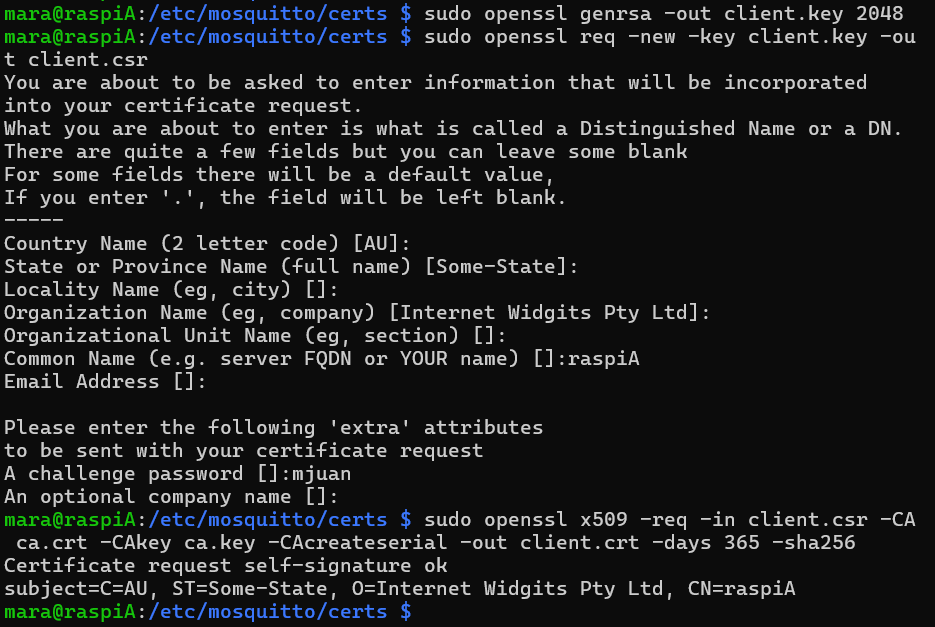 mara@raspiA:/etc/mosquitto/certs $ sudo openssl genrsa -out client.key 2048
mara@raspiA:/etc/mosquitto/certs $ sudo openssl req -new -key client.key -ou
t client.csr
You are about to be asked to enter information that will be incorporated
into your certificate request.
What you are about to enter is what is called a Distinguished Name or a DN.
There are quite a few fields but you can leave some blank
For some fields there will be a default value,
If you enter '.', the field will be left blank.
-----
Country Name (2 letter code) [AU]:
State or Province Name (full name) [Some-State]:
Locality Name (eg, city) []:
Organization Name (eg, company) [Internet Widgits Pty Ltd]:
Organizational Unit Name (eg, section) []:
Common Name (e.g. server FQDN or YOUR name) []:raspiA
Email Address []:

Please enter the following 'extra' attributes
to be sent with your certificate request
A challenge password []:mjuan
An optional company name []:
mara@raspiA:/etc/mosquitto/certs $ sudo openssl x509 -req -in client.csr -CA
 ca.crt -CAkey ca.key -CAcreateserial -out client.crt -days 365 -sha256
Certificate request self-signature ok
subject=C=AU, ST=Some-State, O=Internet Widgits Pty Ltd, CN=raspiA
mara@raspiA:/etc/mosquitto/certs $